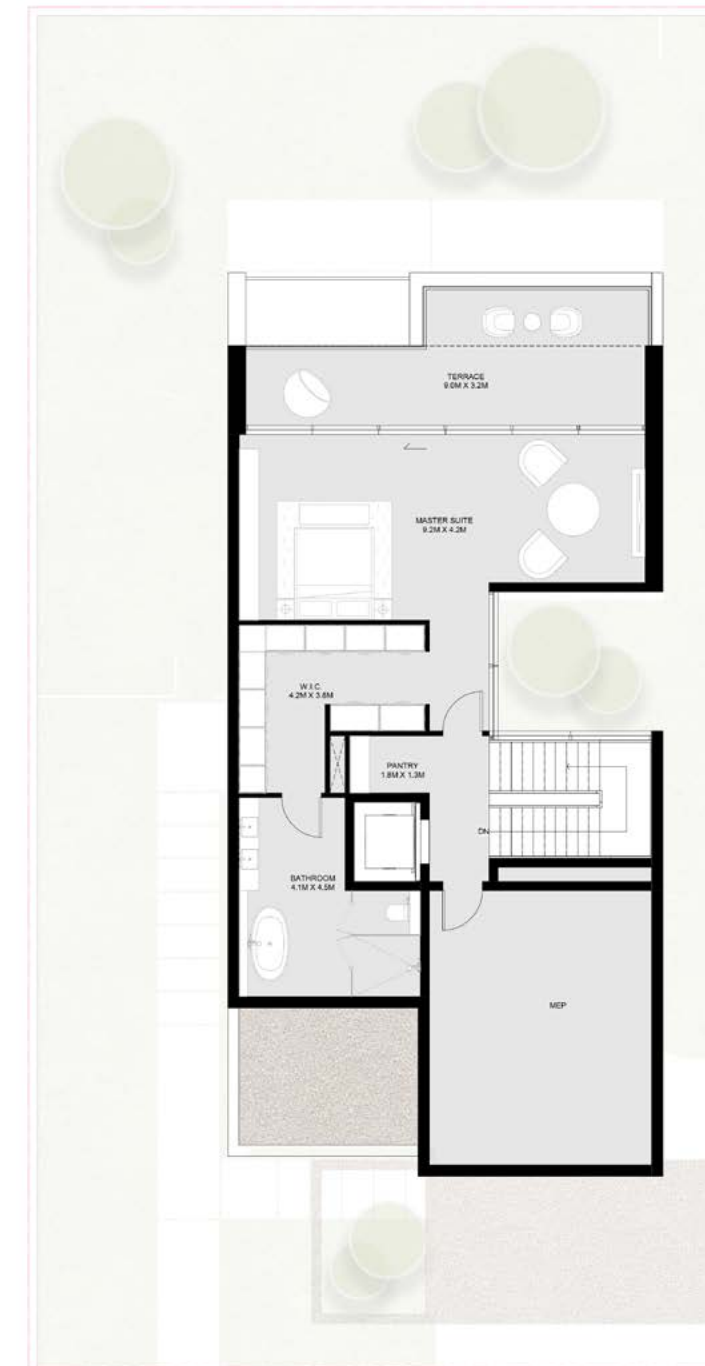 TERRACE
9.0M X 3.2M
MASTER SUITE
9.2M X 4.2M
W.I.C.
4.2M X 3.6M
PANTRY
1.8M X 1.3M
DN
BATHROOM
4.1M X 4.5M
MEP